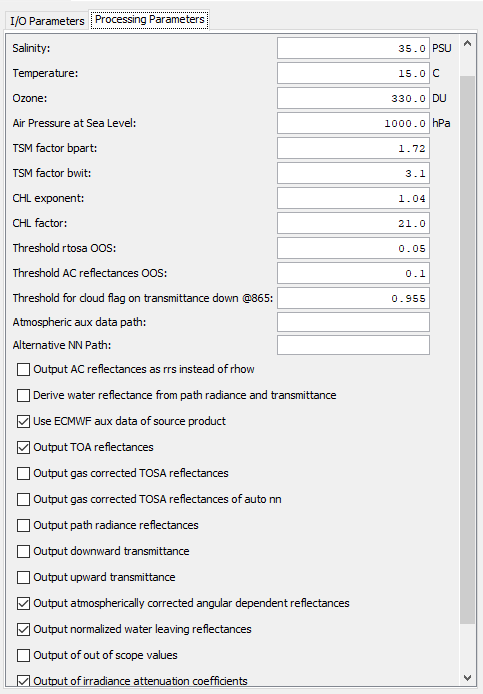 I/O Parameters Processing Parameters
Salinity: 35.0 PSU
Temperature: 15.0 C
Ozone: 330.0 DU
Air Pressure at Sea Level: 1000.0 hPa
TSM factor bpart: 1.72
TSM factor bwit: 3.1
CHL exponent: 1.04
CHL factor: 21.0
Threshold rtosa OOS: 0.05
Threshold AC reflectances OOS: 0.1
Threshold for cloud flag on transmittance down @865: 0.955
Atmospheric aux data path:
Alternative NN Path:
Output AC reflectances as rrs instead of rhow
Derive water reflectance from path radiance and transmittance
Use ECMWF aux data of source product
Output TOA reflectances
Output gas corrected TOSA reflectances
Output gas corrected TOSA reflectances of auto nn
Output path radiance reflectances
Output downward transmittance
Output upward transmittance
Output atmospherically corrected angular dependent reflectances
Output normalized water leaving reflectances
Output of out of scope values
Output of irradiance attenuation coefficients